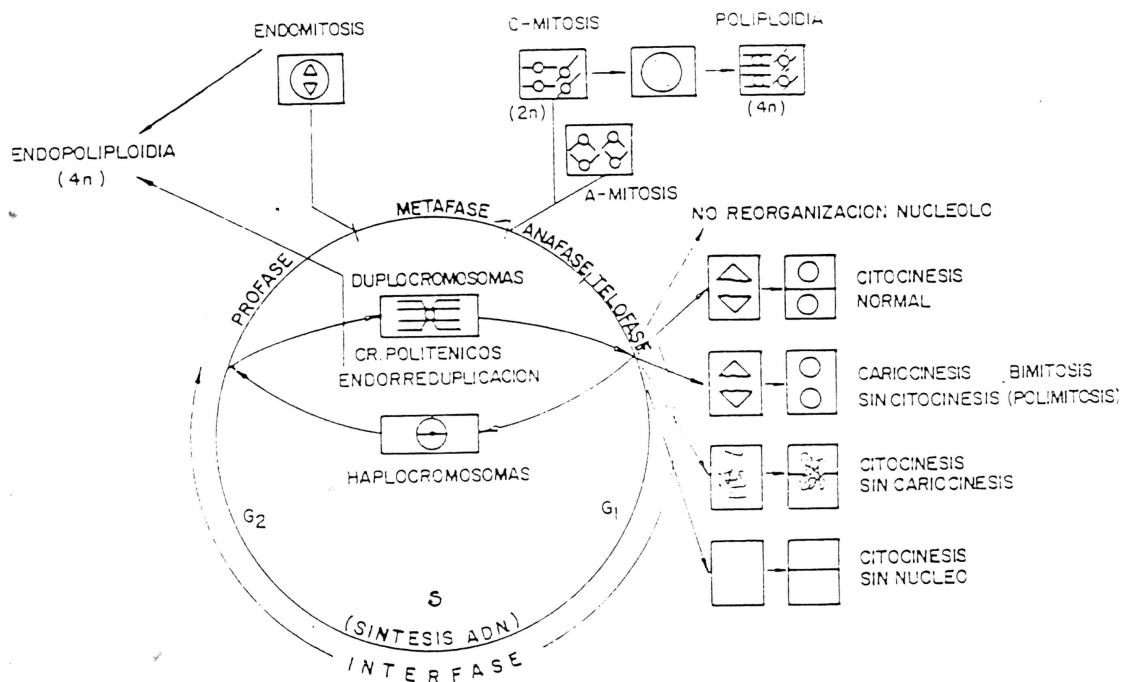 ENDOMITOSIS
C-MITOSIS
POLIPLOIDIA
(2n)
(4n)
ENDOPOLIPLOIDIA
(4n)
A-MITOSIS
METAFASE
NO REORGANIZACION NUCLEOLO
ANAFASE
TELOFASE
PROFASE
DUPLOCROMOSOMAS
CR. POLITENICOS
ENDORREDUPLICACION
HAPLOCROMOSOMAS
CITOCINESIS
NORMAL
CARIOCINESIS BIMITOSIS
SIN CITOCINESIS (POLIMITOSIS)
CITOCINESIS
SIN CARIOCINESIS
CITOCINESIS
SIN NUCLEO
G2
G1
S
(SINTESIS ADN)
INTERFASE